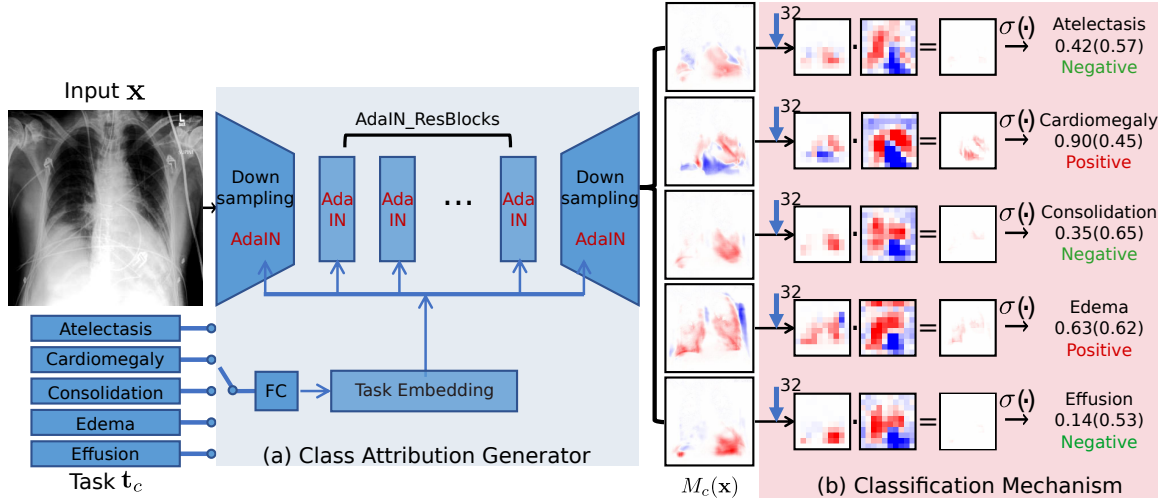 Input x
AdaIN_ResBlocks
Down
sampling
AdaIN
Ada
IN
Ada
IN
...
Ada
IN
Down
sampling
AdaIN
Atelectasis
Cardiomegaly
Consolidation
Edema
Effusion
Task t_c
FC
Task Embedding
(a) Class Attribution Generator
M_c(x)
32
·
=
σ(·)
Atelectasis
0.42(0.57)
Negative
32
·
=
σ(·)
Cardiomegaly
0.90(0.45)
Positive
32
·
=
σ(·)
Consolidation
0.35(0.65)
Negative
32
·
=
σ(·)
Edema
0.63(0.62)
Positive
32
·
=
σ(·)
Effusion
0.14(0.53)
Negative
(b) Classification Mechanism